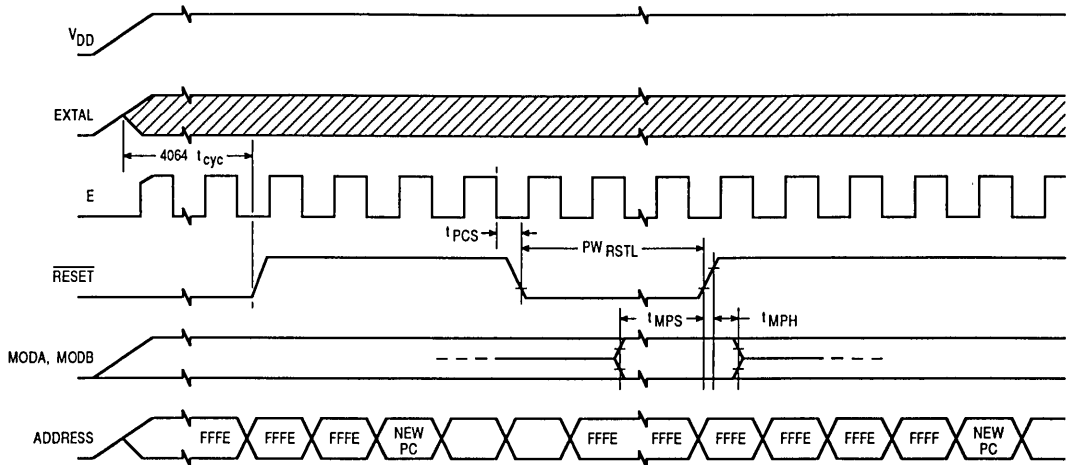 VDD
EXTAL
4064 tcyc
E
tPCS
PWRSTL
RESET
tMPS
tMPH
MODA, MODB
ADDRESS
FFFE
FFFE
FFFE
NEW
PC
FFFE
FFFE
FFFE
FFFE
FFFE
FFFF
NEW
PC